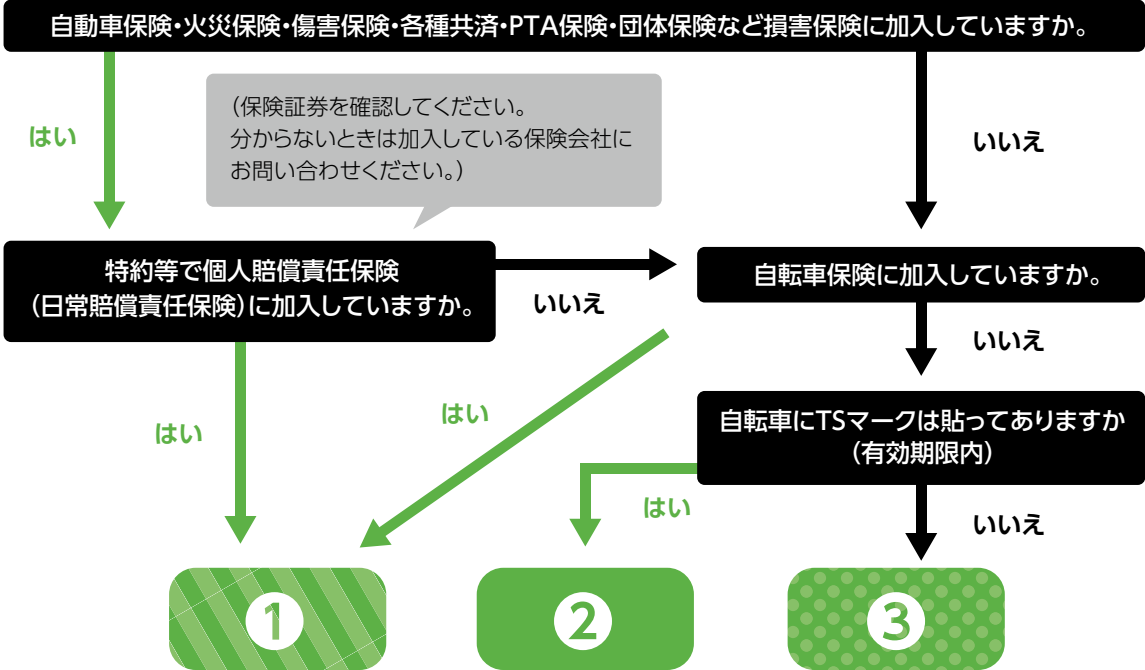 自動車保険・火災保険・傷害保険・各種共済・PTA保険・団体保険など損害保険に加入していますか。
はい
(保険証券を確認してください。
分からないときは加入している保険会社に
お問い合わせください。)
いいえ
特約等で個人賠償責任保険
(日常賠償責任保険)に加入していますか。
いいえ
自転車保険に加入していますか。
はい
はい
いいえ
自転車にTSマークは貼ってありますか
(有効期限内)
はい
いいえ
1
2
3